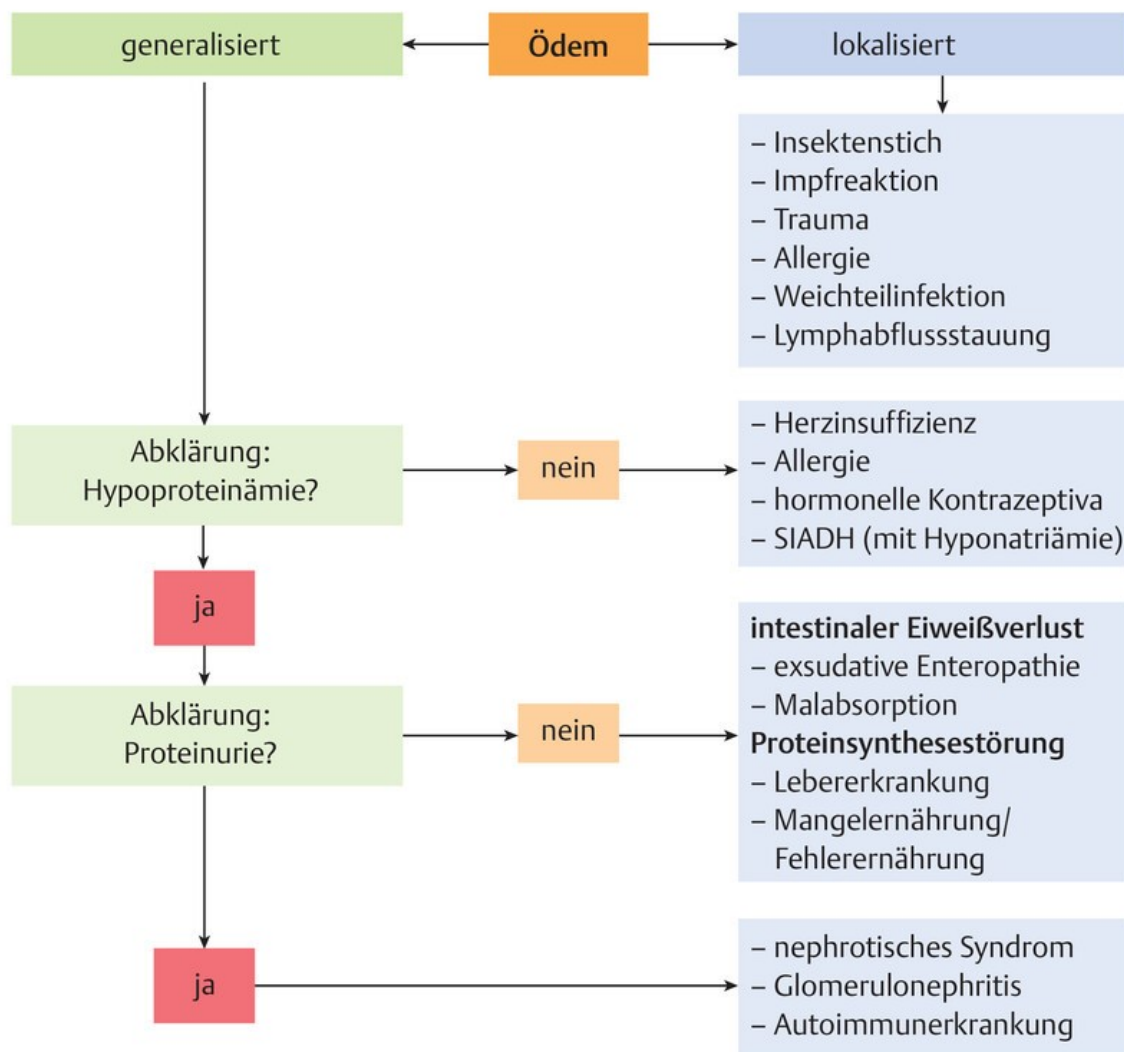 generalisiert
Ödem
lokalisiert
– Insektenstich
– Impfreaktion
– Trauma
– Allergie
– Weichteilinfektion
– Lymphabflussstauung
Abklärung:
Hypoproteinämie?
nein
– Herzinsuffizienz
– Allergie
– hormonelle Kontrazeptiva
– SIADH (mit Hyponatriämie)
ja
Abklärung:
Proteinurie?
nein
intestinaler Eiweißverlust
– exsudative Enteropathie
– Malabsorption
Proteinsynthesestörung
– Lebererkrankung
– Mangelernährung/
Fehlerernährung
ja
– nephrotisches Syndrom
– Glomerulonephritis
– Autoimmunerkrankung